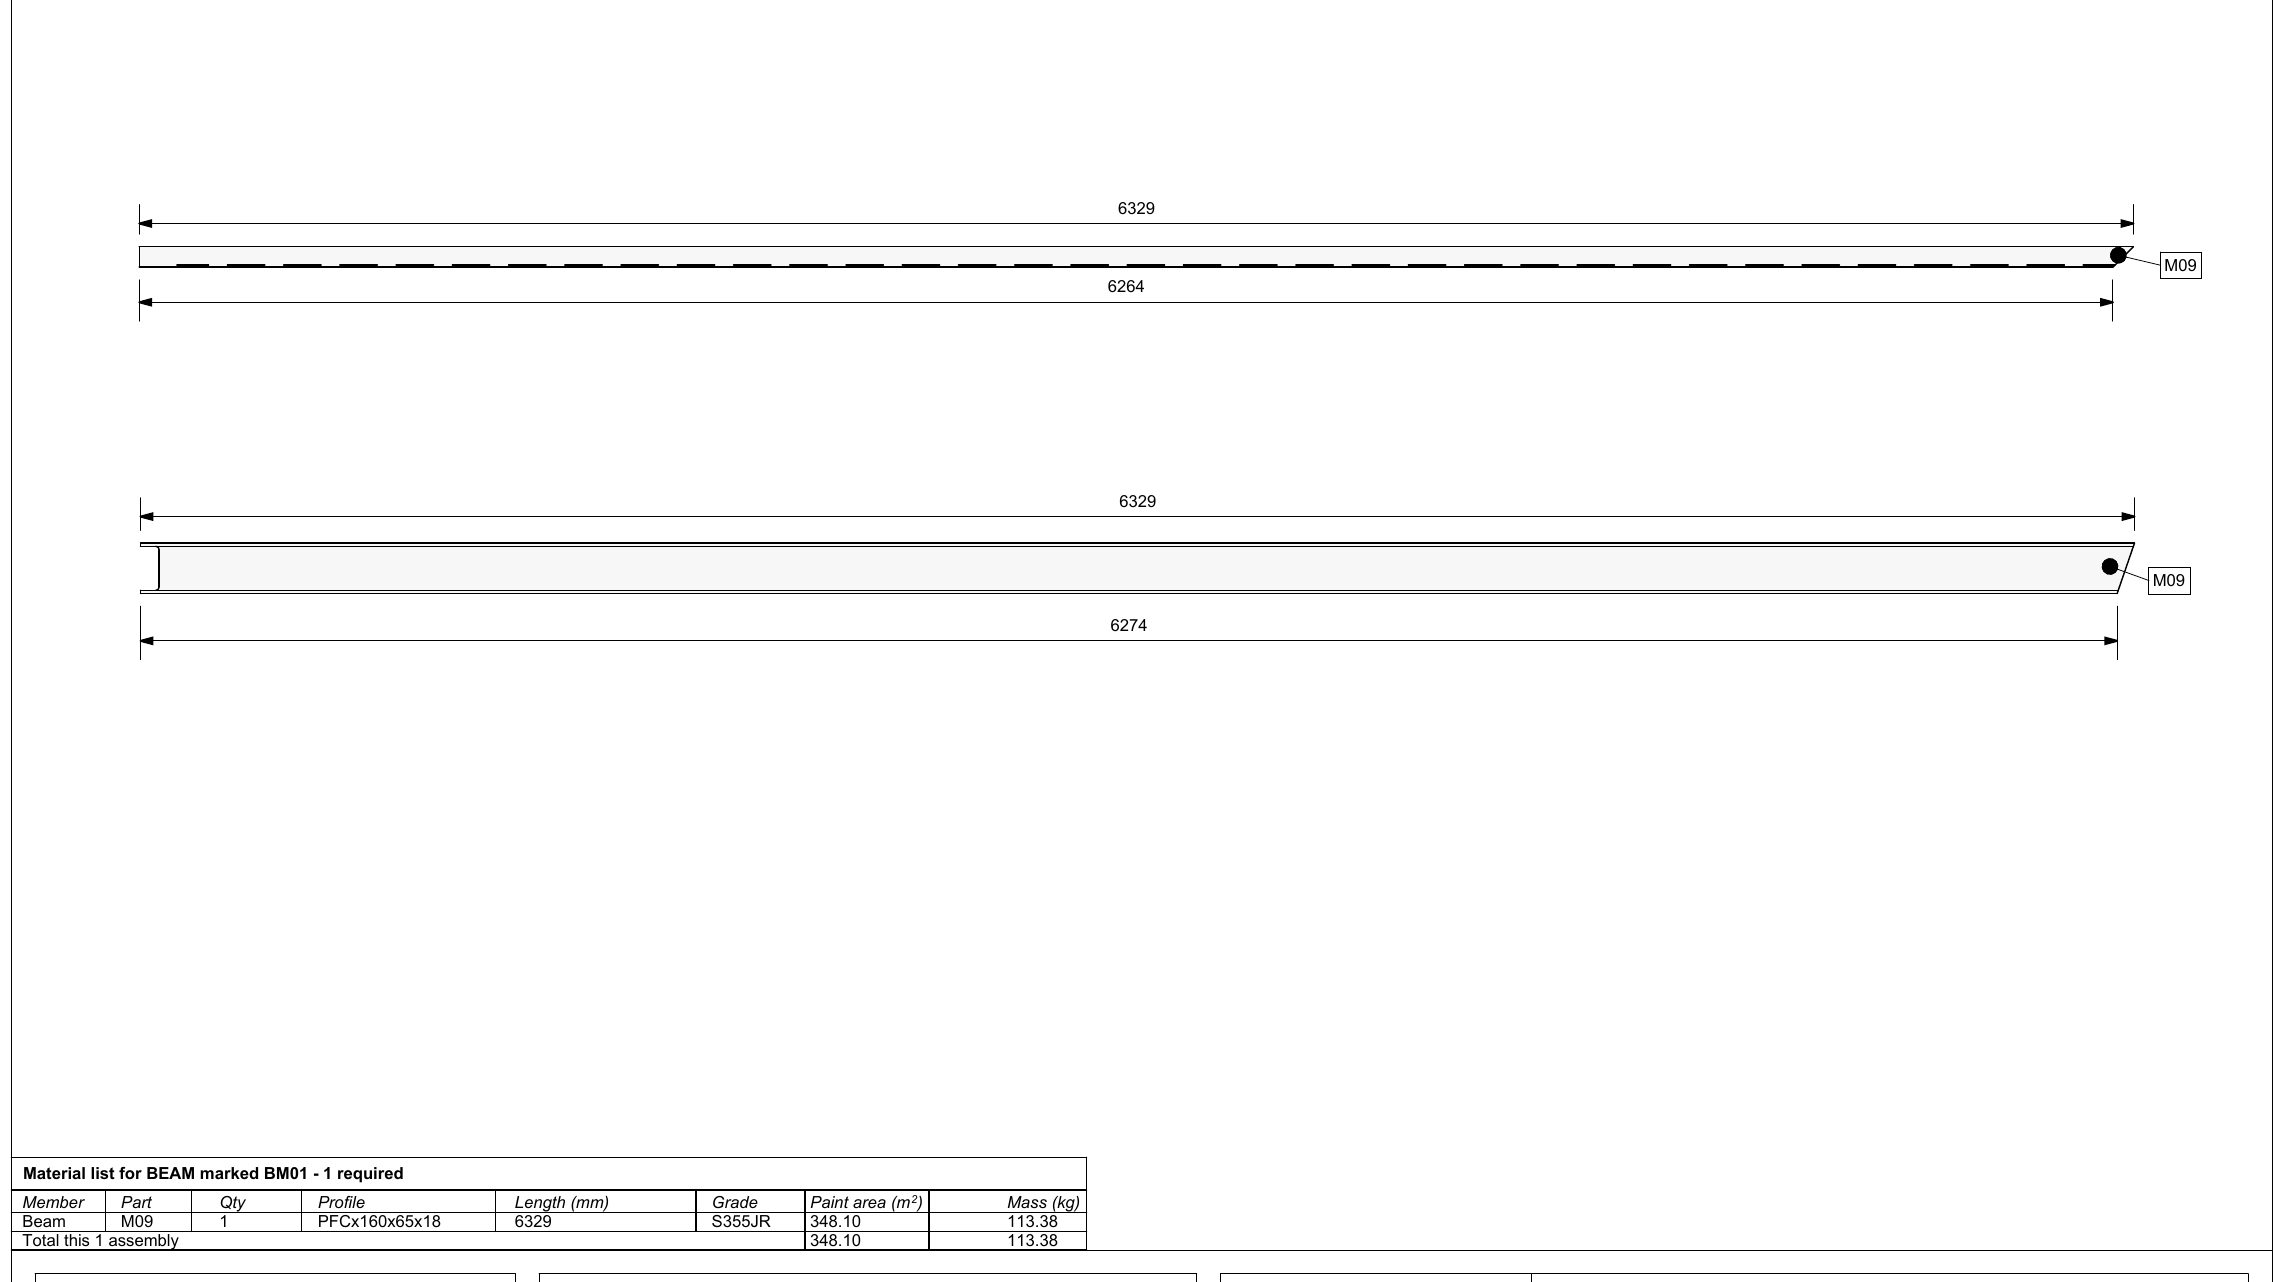 6329
M09
6264
6329
M09
6274
Material list for BEAM marked BM01 - 1 required
Member Part Qty Profile Length (mm) Grade Paint area (m²) Mass (kg)
Beam M09 1 PFCx160x65x18 6329 S355JR 348.10 113.38
Total this 1 assembly 348.10 113.38